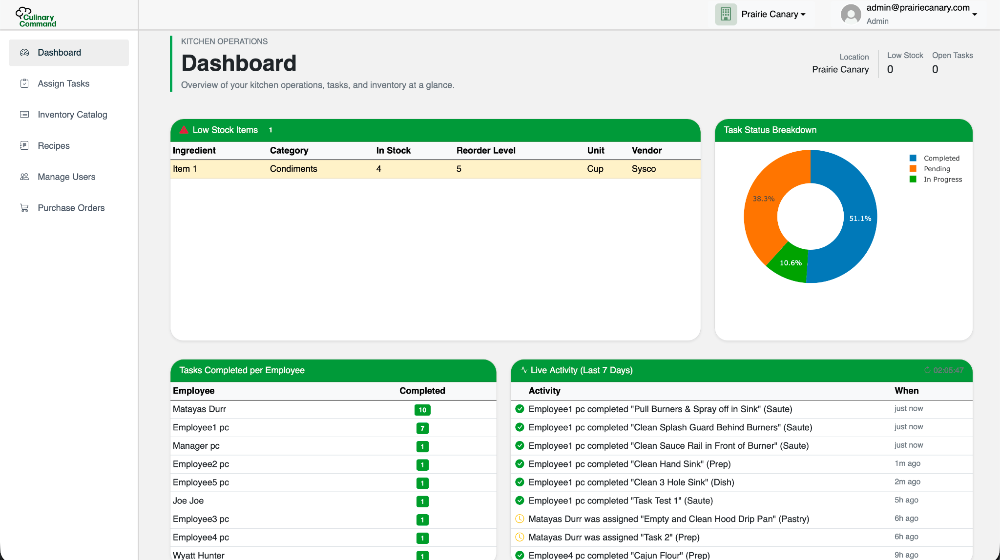 Culinary
Command
Prairie Canary
admin@prairiecanary.com
Admin
Dashboard
Assign Tasks
Inventory Catalog
Recipes
Manage Users
Purchase Orders
KITCHEN OPERATIONS
Dashboard
Overview of your kitchen operations, tasks, and inventory at a glance.
Location
Prairie Canary
Low Stock
0
Open Tasks
0
Low Stock Items 1
Ingredient Category In Stock Reorder Level Unit Vendor
Item 1 Condiments 4 5 Cup Sysco
Task Status Breakdown
Completed
Pending
In Progress
38.3%
51.1%
10.6%
Tasks Completed per Employee
Employee Completed
Matayas Durr 10
Employee1 pc 7
Manager pc 1
Employee2 pc 1
Employee5 pc 1
Joe Joe 1
Employee3 pc 1
Employee4 pc 1
Wyatt Hunter 1
Live Activity (Last 7 Days) 02:05:47
Activity When
Employee1 pc completed "Pull Burners & Spray off in Sink" (Saute) just now
Employee1 pc completed "Clean Splash Guard Behind Burners" (Saute) just now
Employee1 pc completed "Clean Sauce Rail in Front of Burner" (Saute) just now
Employee1 pc completed "Clean Hand Sink" (Prep) 1m ago
Employee1 pc completed "Clean 3 Hole Sink" (Dish) 2m ago
Employee1 pc completed "Task Test 1" (Saute) 5h ago
Matayas Durr was assigned "Empty and Clean Hood Drip Pan" (Pastry) 6h ago
Matayas Durr was assigned "Task 2" (Prep) 6h ago
Employee4 pc completed "Cajun Flour" (Prep) 9h ago